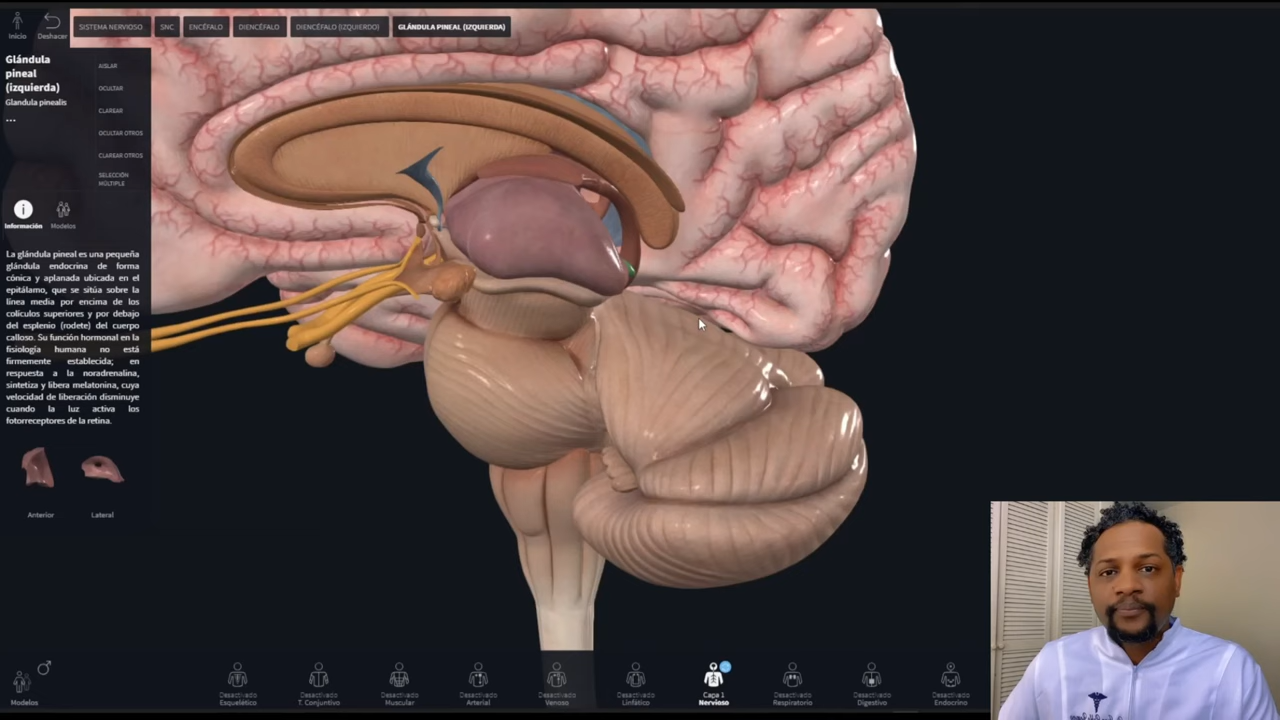 Inicio
Deshacer
SISTEMA NERVIOSO
SNC
ENCÉFALO
DIENCÉFALO
DIENCÉFALO (IZQUIERDO)
GLÁNDULA PINEAL (IZQUIERDA)
Glándula
pineal
(izquierda)
Glandula pinealis
...
AISLAR
OCULTAR
CLAREAR
OCULTAR OTROS
CLAREAR OTROS
SELECCIÓN
MÚLTIPLE
Información
Modelos
La glándula pineal es una pequeña
glándula endocrina de forma
cónica y aplanada ubicada en el
epitálamo, que se sitúa sobre la
línea media por encima de los
colículos superiores y por debajo
del esplenio (rodete) del cuerpo
calloso. Su función hormonal en la
fisiología humana no está
firmemente establecida; en
respuesta a la noradrenalina,
sintetiza y libera melatonina, cuya
velocidad de liberación disminuye
cuando la luz activa los
fotorreceptores de la retina.
Anterior
Lateral
Modelos
Desactivado
Esquelético
Desactivado
T. Conjuntivo
Desactivado
Muscular
Desactivado
Arterial
Desactivado
Venoso
Desactivado
Linfático
Capa 1
Nervioso
Desactivado
Respiratorio
Desactivado
Digestivo
Desactivado
Endocrino